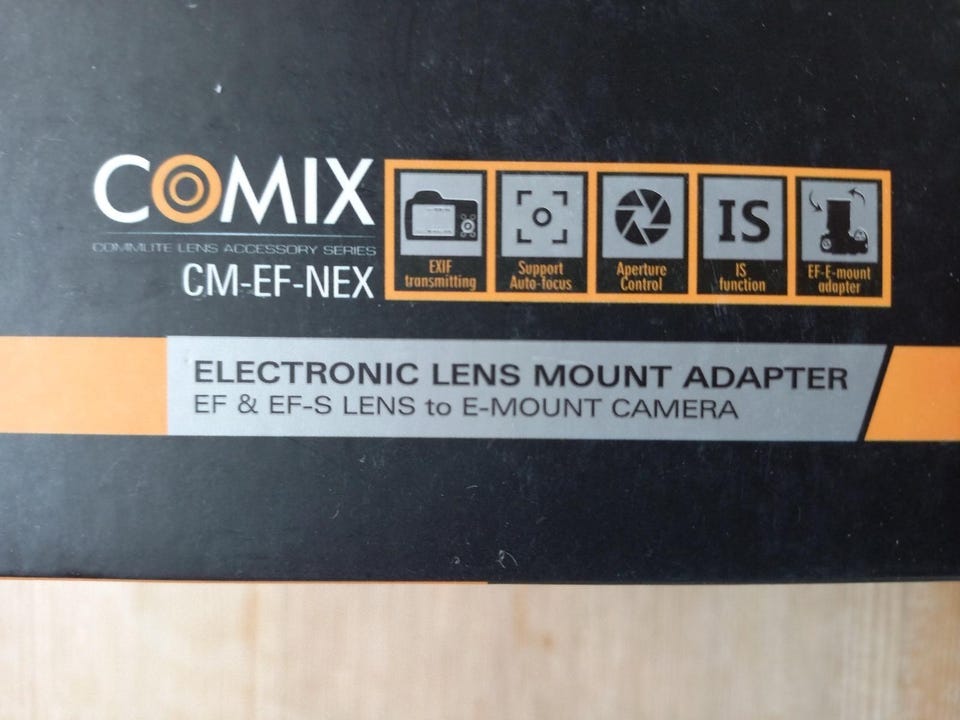 COMIX
COMMLITE LENS ACCESSORY SERIES
CM-EF-NEX
EXIF
transmitting
Support
Auto-focus
Aperture
Control
IS
IS
function
EF-E-mount
adapter
ELECTRONIC LENS MOUNT ADAPTER
EF & EF-S LENS to E-MOUNT CAMERA